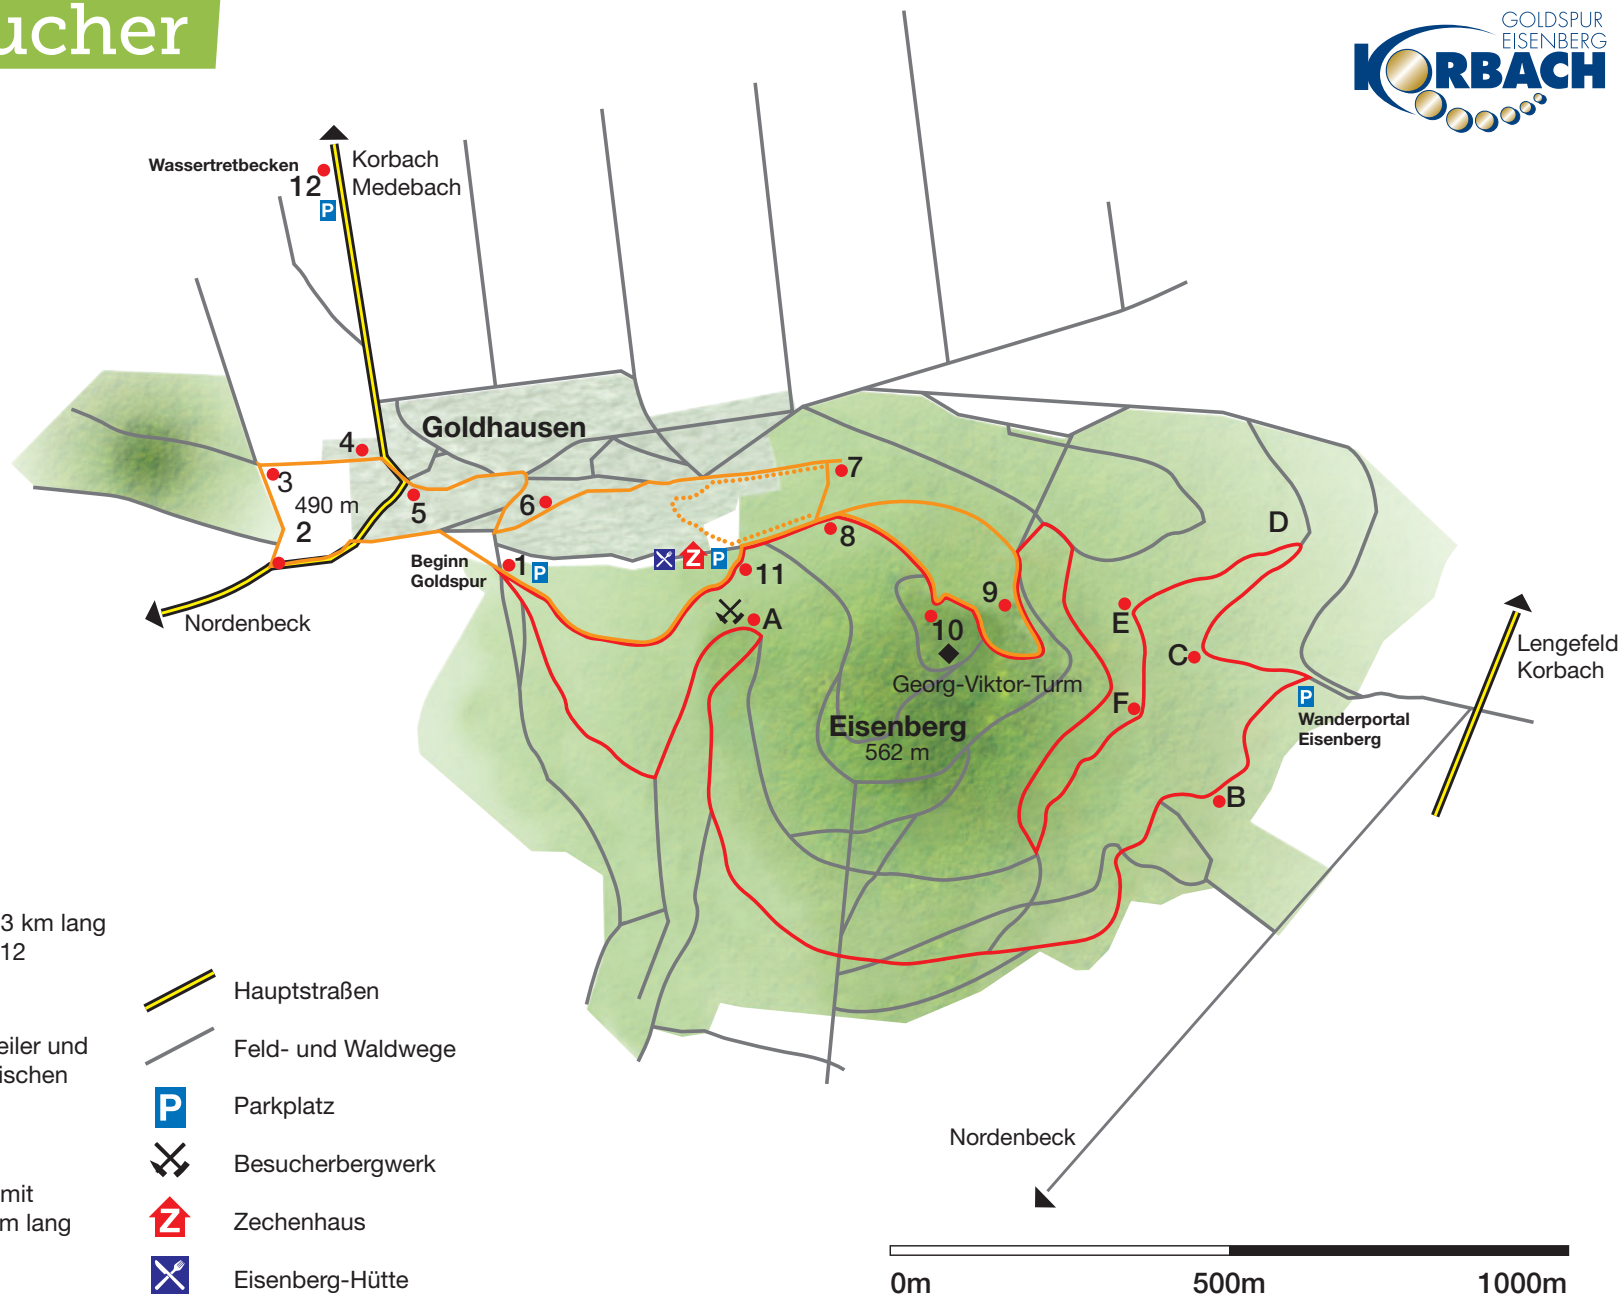 ucher
GOLDSPUR
EISENBERG
KORBACH
Wassertretbecken
12
P
Korbach
Medebach
Goldhausen
4
3
490 m
2
5
6
7
8
Beginn
Goldspur
1
P
Z
P
11
A
9
10
Georg-Viktor-Turm
Eisenberg
562 m
D
E
C
F
B
P
Wanderportal
Eisenberg
Lengefeld
Korbach
Nordenbeck
3 km lang
12
eiler und
ischen
mit
m lang
Hauptstraßen
Feld- und Waldwege
P
Parkplatz
Besucherbergwerk
Z
Zechenhaus
Eisenberg-Hütte
Nordenbeck
0m
500m
1000m